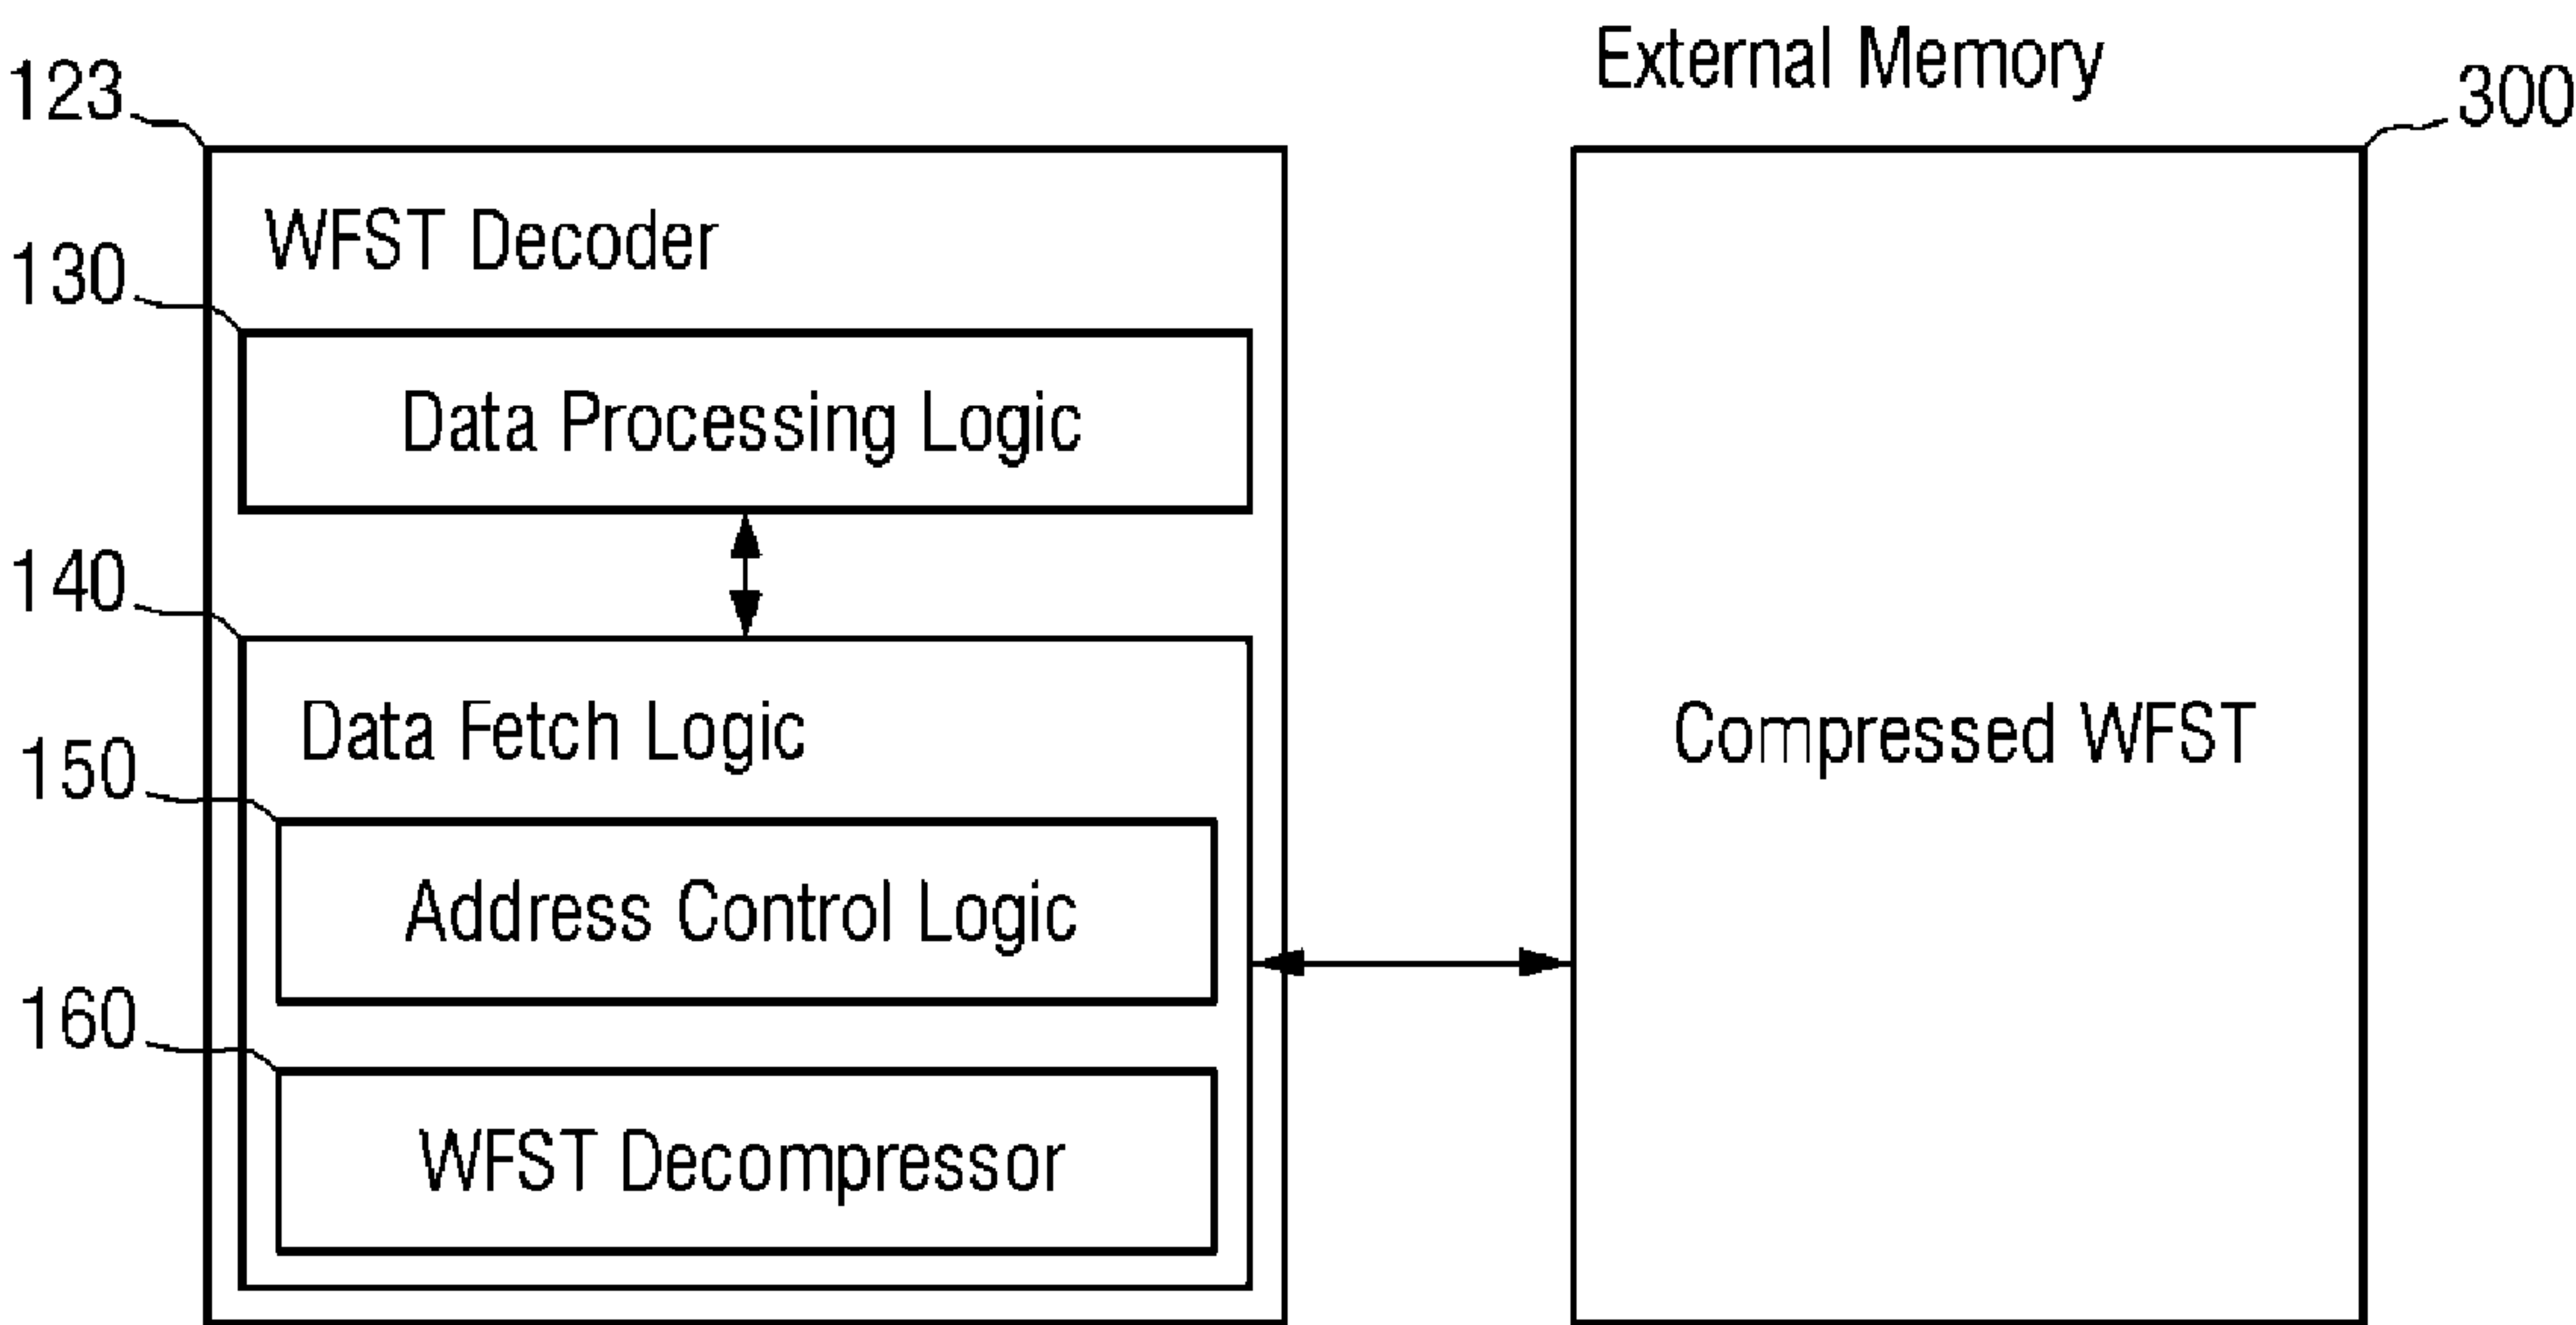 External Memory
123
300
WFST Decoder
130
Data Processing Logic
140
Data Fetch Logic
150
Address Control Logic
160
WFST Decompressor
Compressed WFST